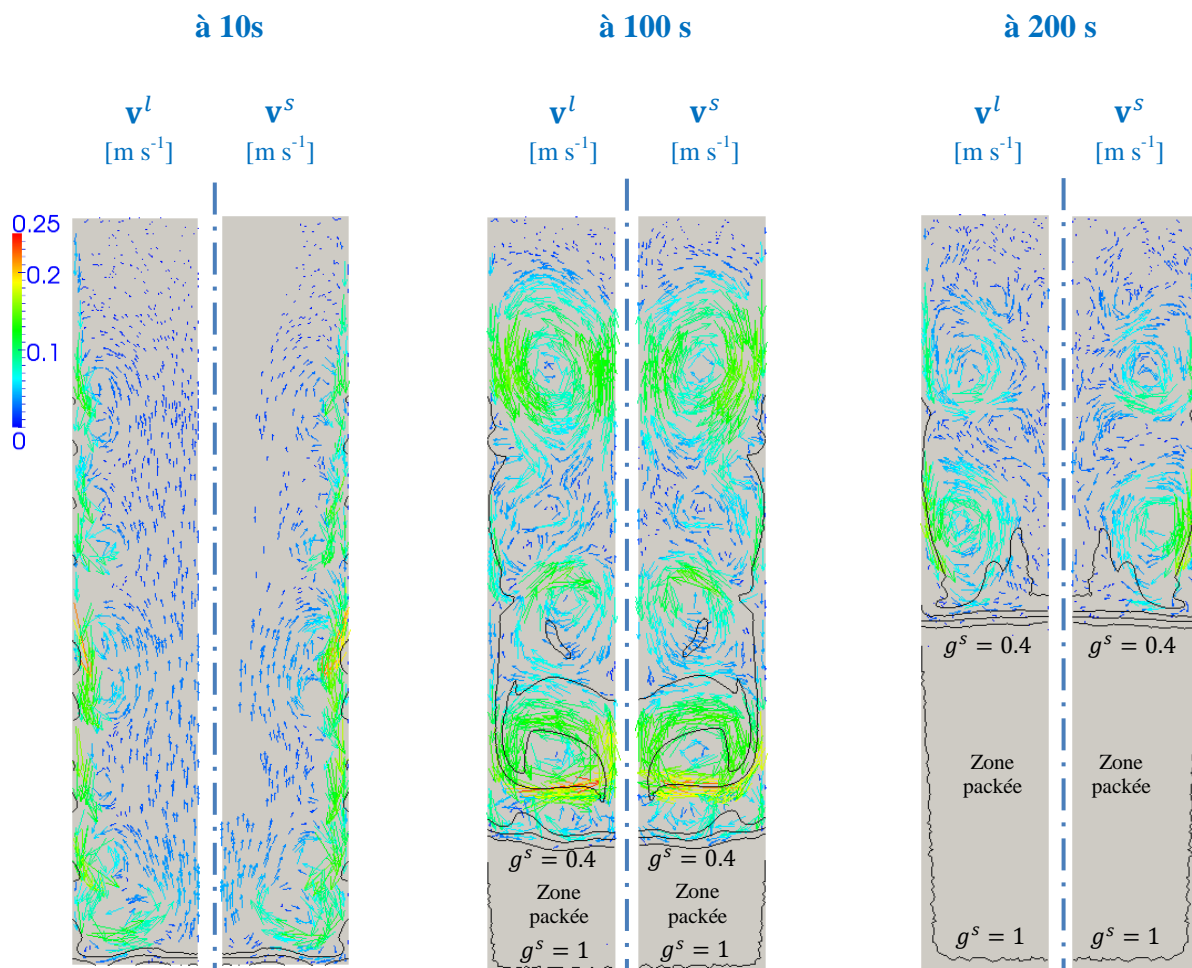 à 10s
à 100 s
à 200 s
v^l v^s
[m s⁻¹] [m s⁻¹]
v^l v^s
[m s⁻¹] [m s⁻¹]
v^l v^s
[m s⁻¹] [m s⁻¹]
0.25
0.2
0.1
0
g^s = 0.4 g^s = 0.4
Zone Zone
packée packée
g^s = 1 g^s = 1
g^s = 0.4 g^s = 0.4
Zone Zone
packée packée
g^s = 1 g^s = 1